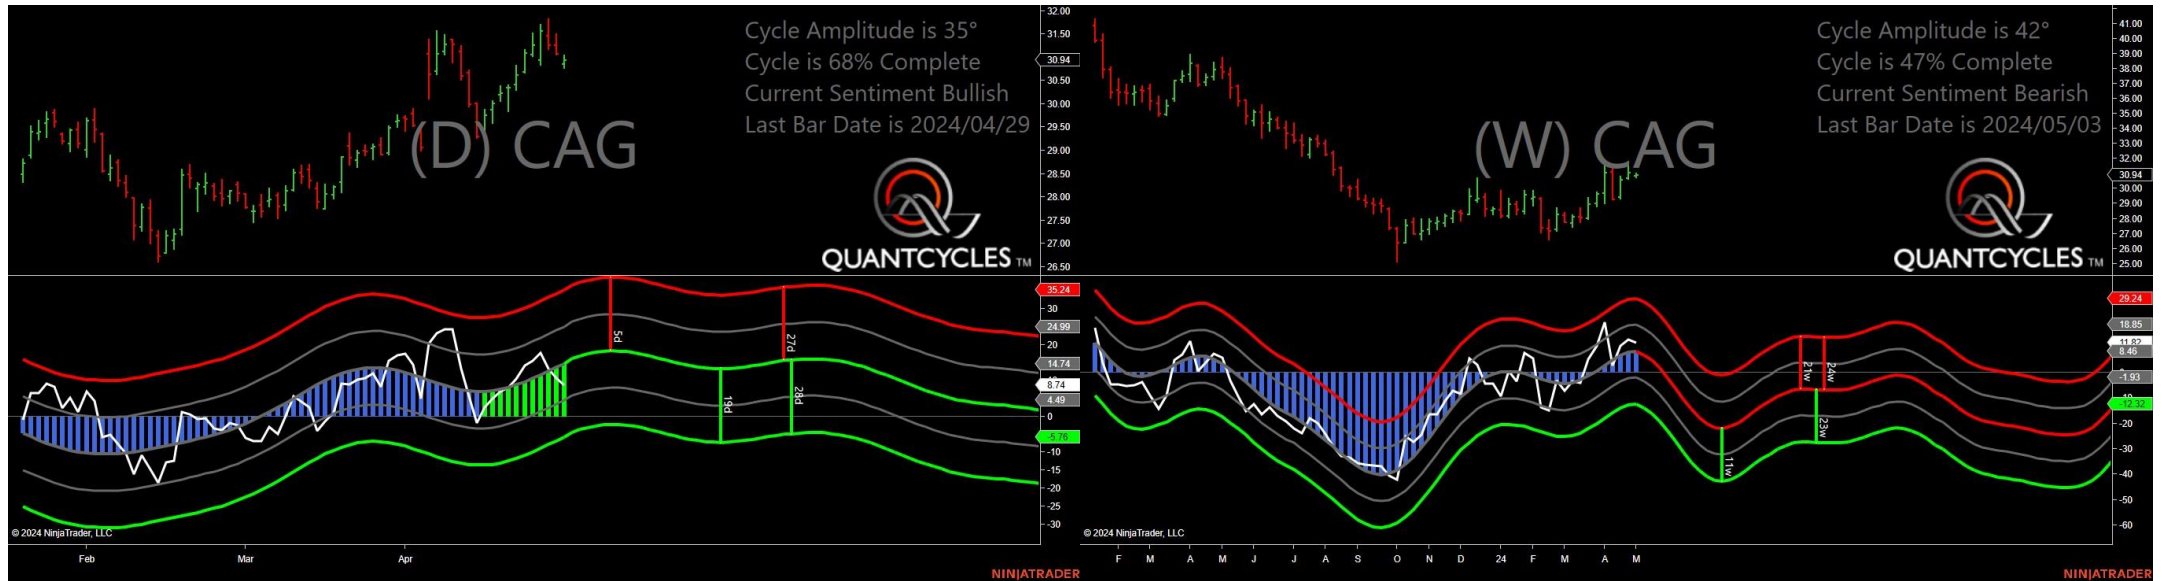 Cycle Amplitude is 35°
Cycle is 68% Complete
Current Sentiment Bullish
Last Bar Date is 2024/04/29
(D) CAG
QUANTCYCLES TM
32.00
31.50
30.94
30.50
30.00
29.50
29.00
28.50
28.00
27.50
27.00
26.50
35.24
30
24.99
20
14.74
8.74
4.49
0
-5.76
-10
-15
-20
-25
-30
5d
27d
19d
28d
© 2024 NinjaTrader, LLC
Feb Mar Apr
NINJATRADER
Cycle Amplitude is 42°
Cycle is 47% Complete
Current Sentiment Bearish
Last Bar Date is 2024/05/03
(W) CAG
QUANTCYCLES TM
41.00
40.00
39.00
38.00
37.00
36.00
35.00
34.00
33.00
32.00
30.94
30.00
29.00
28.00
27.00
26.00
25.00
29.24
18.85
11.82
8.46
-1.93
-12.32
-20
-30
-40
-50
-60
21w
24w
23w
11w
© 2024 NinjaTrader, LLC
F M A M J J A S O N D 24 F M A M
NINJATRADER